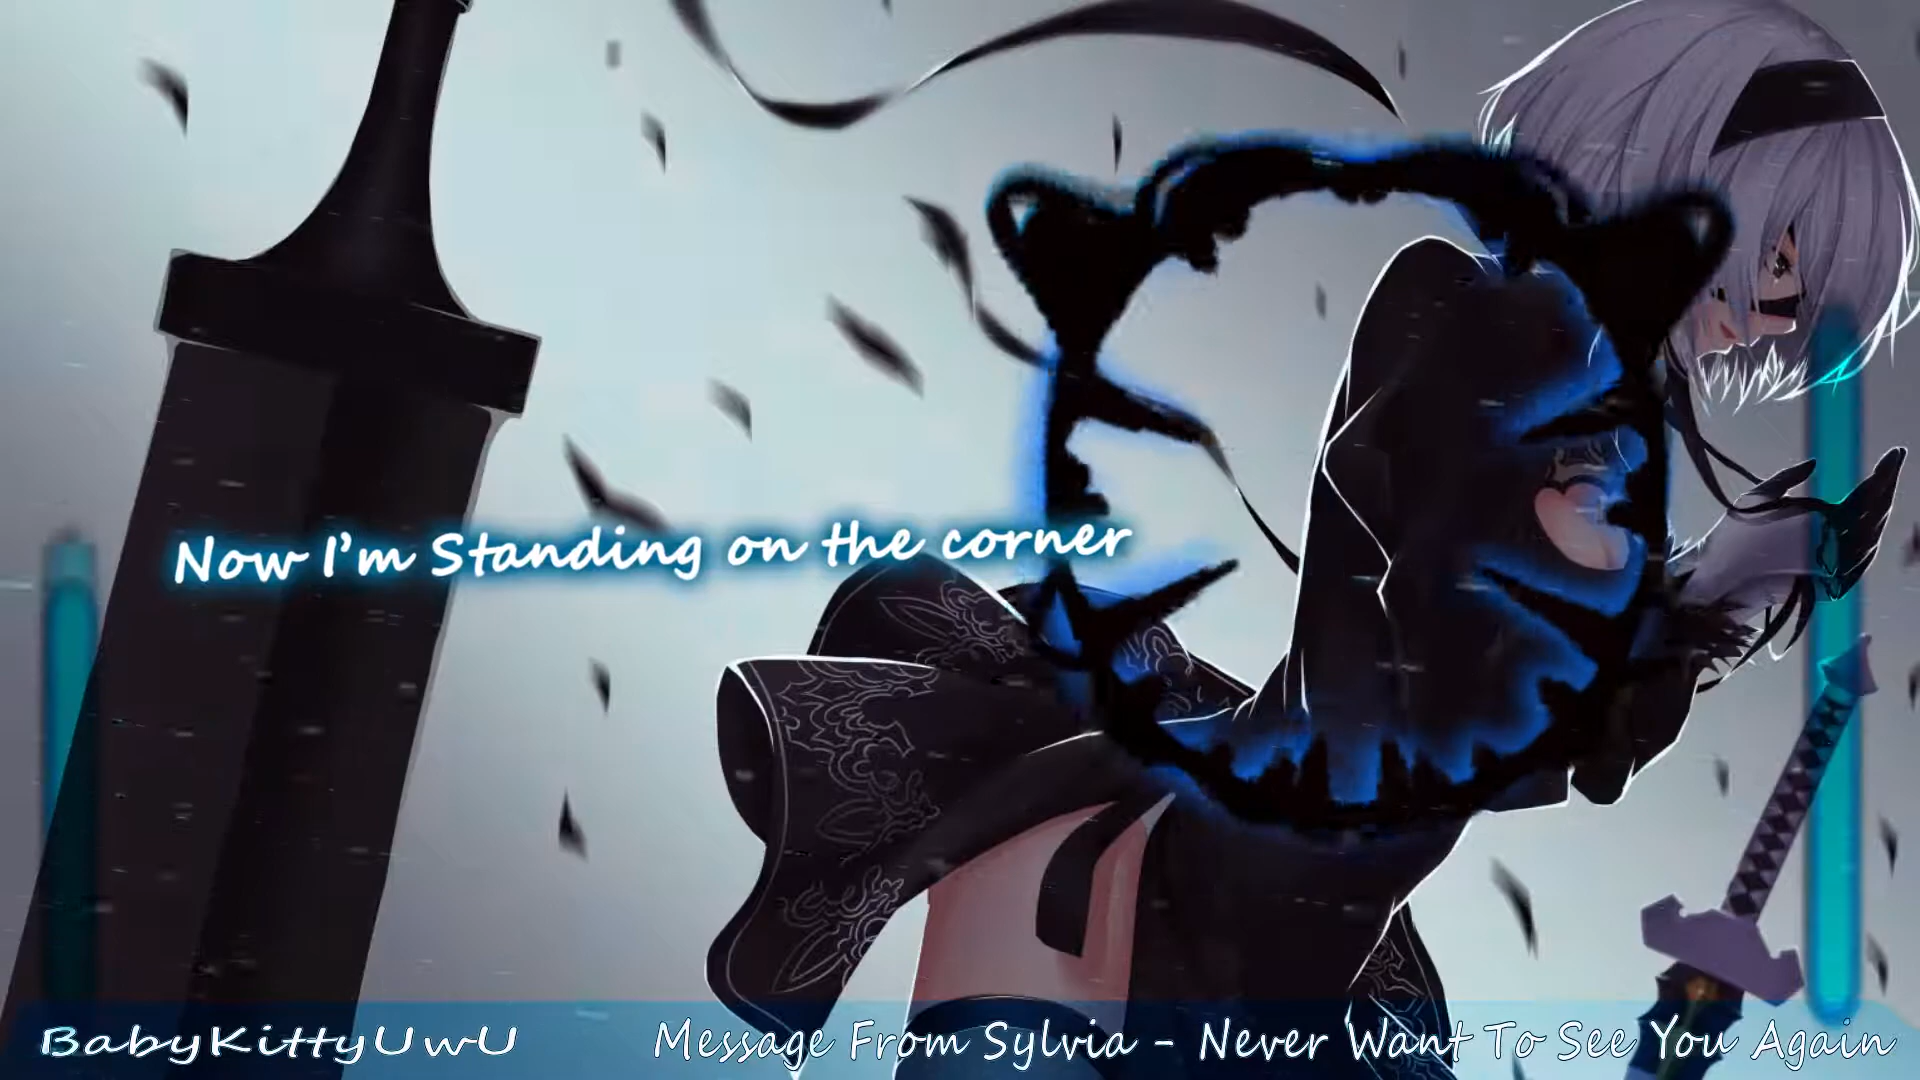 Now I'm Standing on the corner
BabyKittyUwU
Message From Sylvia - Never Want To See You Again